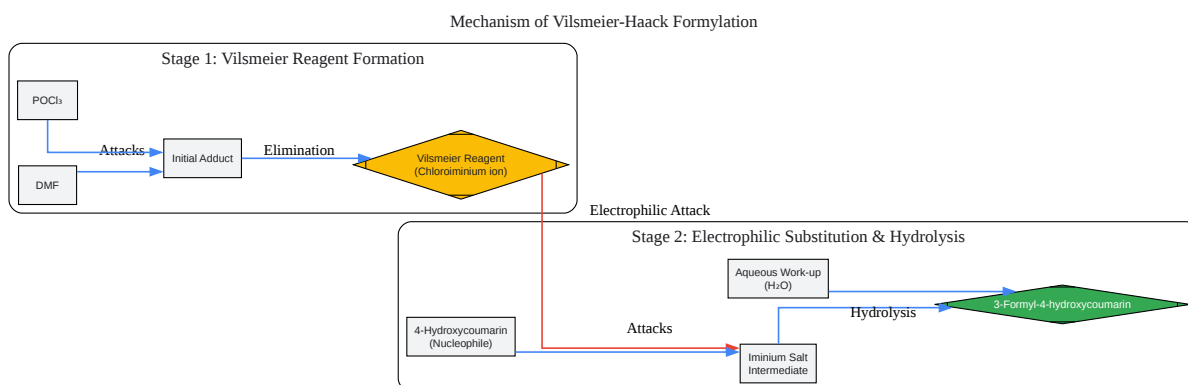 Mechanism of Vilsmeier-Haack Formylation
Stage 1: Vilsmeier Reagent Formation
POCl₃
Attacks
Initial Adduct
Elimination
Vilsmeier Reagent
(Chloroiminium ion)
DMF
Electrophilic Attack
Stage 2: Electrophilic Substitution & Hydrolysis
Aqueous Work-up
(H₂O)
3-Formyl-4-hydroxycoumarin
Hydrolysis
4-Hydroxycoumarin
(Nucleophile)
Attacks
Iminium Salt
Intermediate